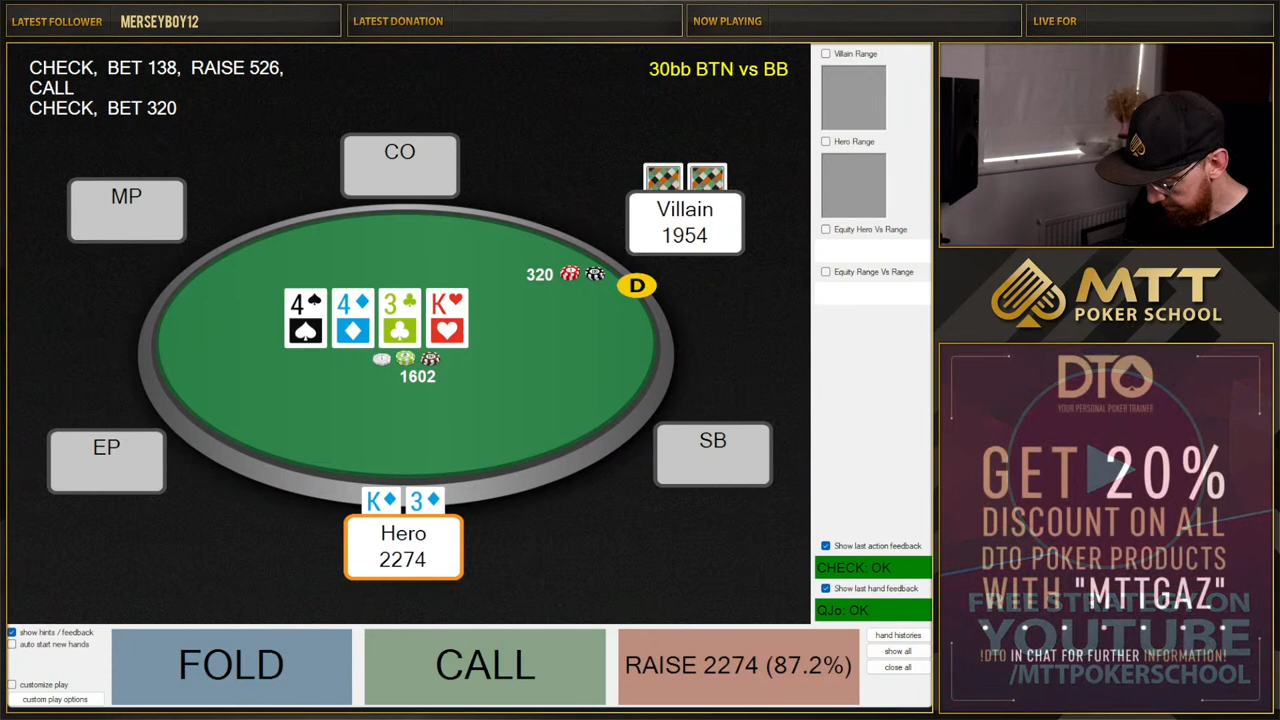 LATEST FOLLOWER MERSEYBOY12 LATEST DONATION NOW PLAYING LIVE FOR
CHECK, BET 138, RAISE 526,
CALL
CHECK, BET 320
30bb BTN vs BB
Villain Range
Hero Range
Equity Hero Vs Range
Equity Range Vs Range
CO
MP
Villain
1954
320
D
4 4 3 K
1602
EP
SB
K 3
Hero
2274
Show last action feedback
CHECK: OK
Show last hand feedback
QJo: OK
show hints / feedback
auto start new hands
customize play
custom play options
FOLD
CALL
RAISE 2274 (87.2%)
hand histories
show all
close all
MTT
POKER SCHOOL
DTO
YOUR PERSONAL POKER TRAINER
GET 20%
DISCOUNT ON ALL
DTO POKER PRODUCTS
WITH "MTTGAZ"
FREE STRATEGY ON
YOUTUBE
!DTO IN CHAT FOR FURTHER INFORMATION!
/MTTPOKERSCHOOL